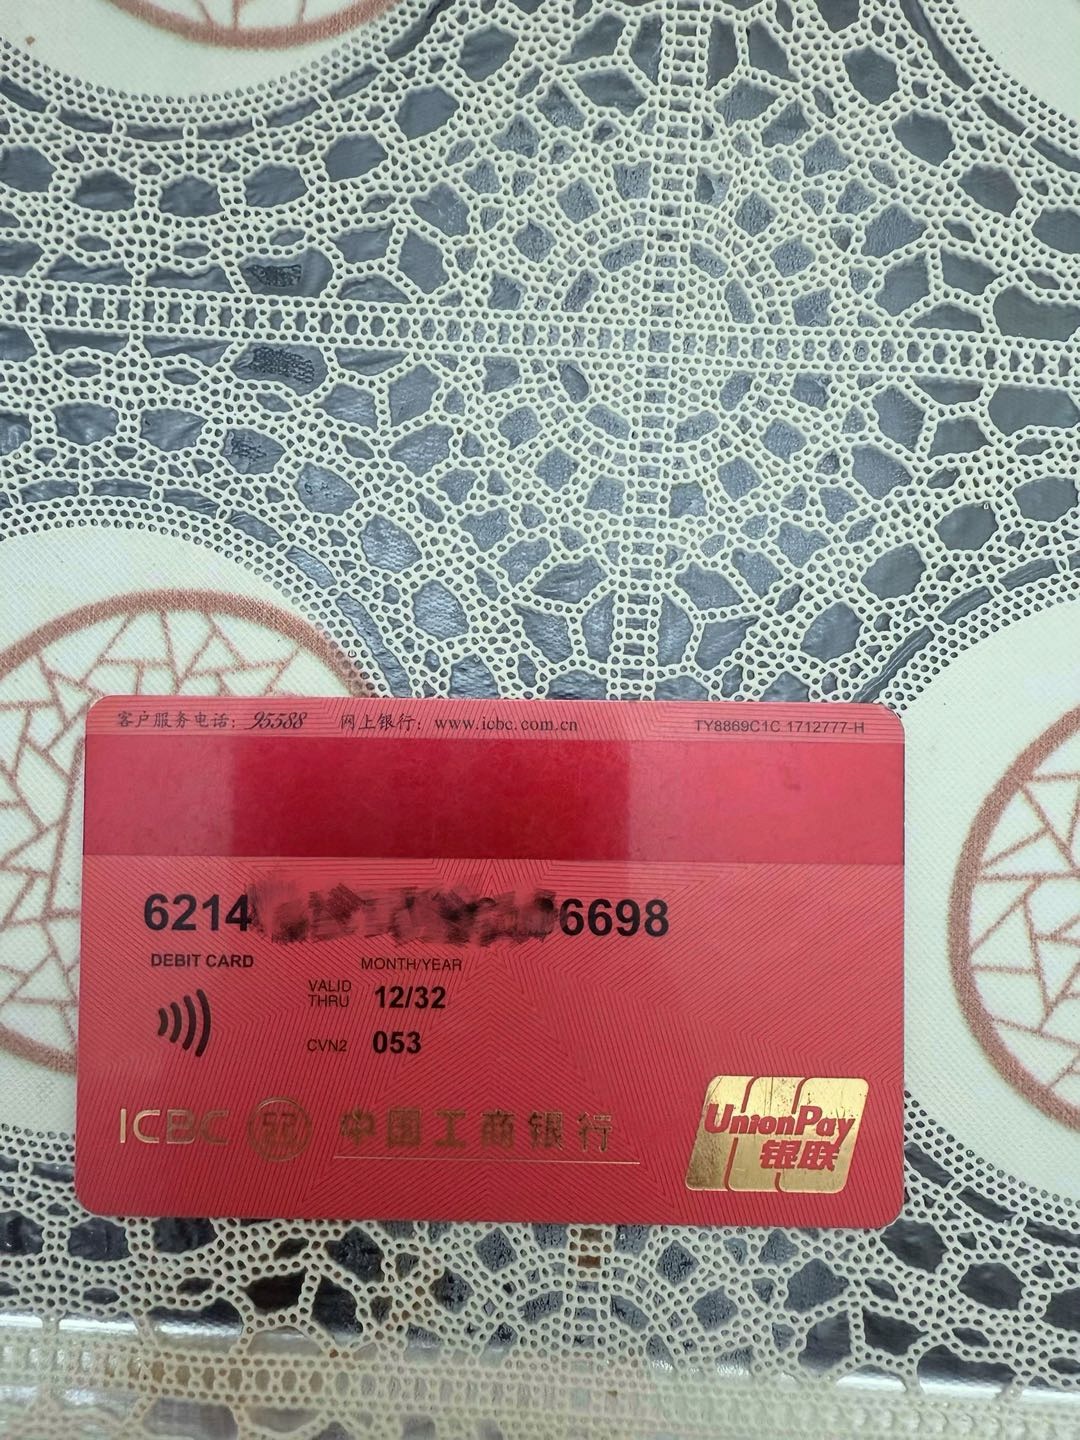 客户服务电话：95588 网上银行：www.icbc.com.cn TY8869C1C 1712777-H
6214 6698
DEBIT CARD MONTH/YEAR
VALID THRU 12/32
CVN2 053
ICBC 中国工商银行
UnionPay
银联